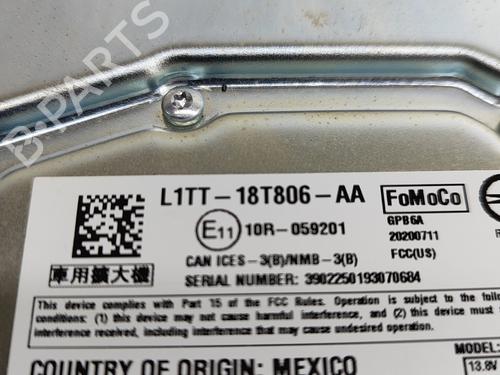 B-PARTS
L1TT-18T806-AA
FoMoCo
E11 10R-059201
GPB6A
20200711
FCC(US)
CAN ICES-3(B)/NMB-3(B)
SERIAL NUMBER: 3902250193070684
車用擴大機
This device complies with Part 15 of the FCC Rules. Operation is subject to the
conditions: (1) this device may not cause harmful interference, and (2) this device must
interference received, including interference that may cause undesired operation.
COUNTRY OF ORIGIN: MEXICO
MODEL:
13.8V